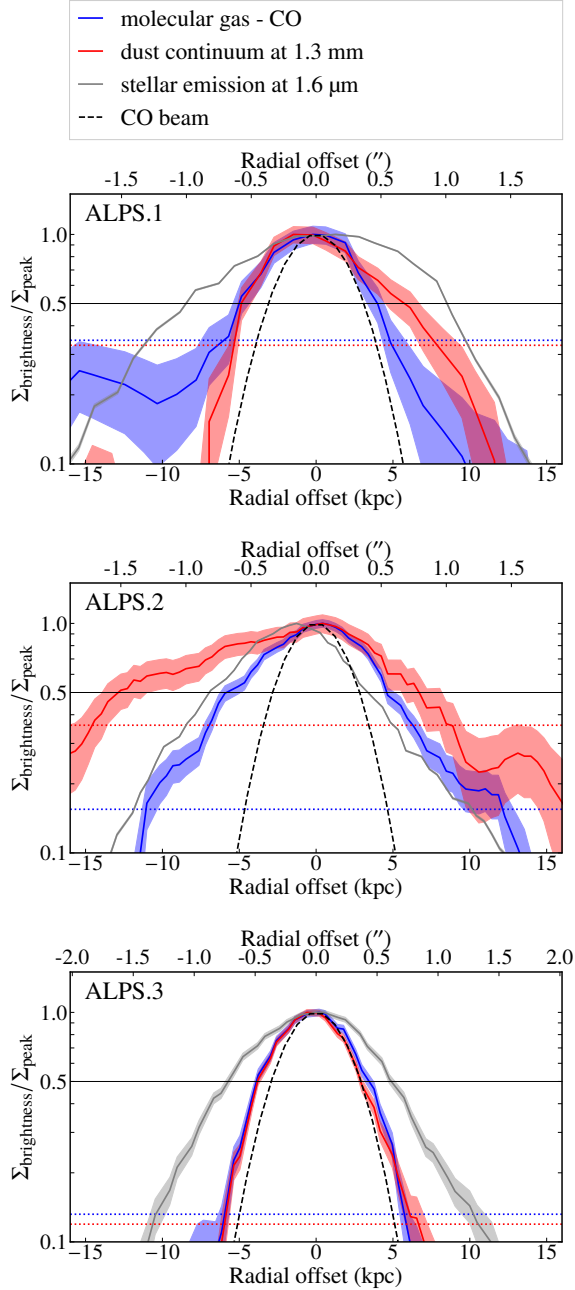 molecular gas - CO
dust continuum at 1.3 mm
stellar emission at 1.6 μm
CO beam
Radial offset (″)
-1.5 -1.0 -0.5 0.0 0.5 1.0 1.5
ALPS.1
1.0
0.5
0.1
Σbrightness/Σpeak
−15 −10 −5 0 5 10 15
Radial offset (kpc)
Radial offset (″)
-1.5 -1.0 -0.5 0.0 0.5 1.0 1.5
ALPS.2
1.0
0.5
0.1
Σbrightness/Σpeak
−15 −10 −5 0 5 10 15
Radial offset (kpc)
Radial offset (″)
-2.0 -1.5 -1.0 -0.5 0.0 0.5 1.0 1.5 2.0
ALPS.3
1.0
0.5
0.1
Σbrightness/Σpeak
−15 −10 −5 0 5 10 15
Radial offset (kpc)